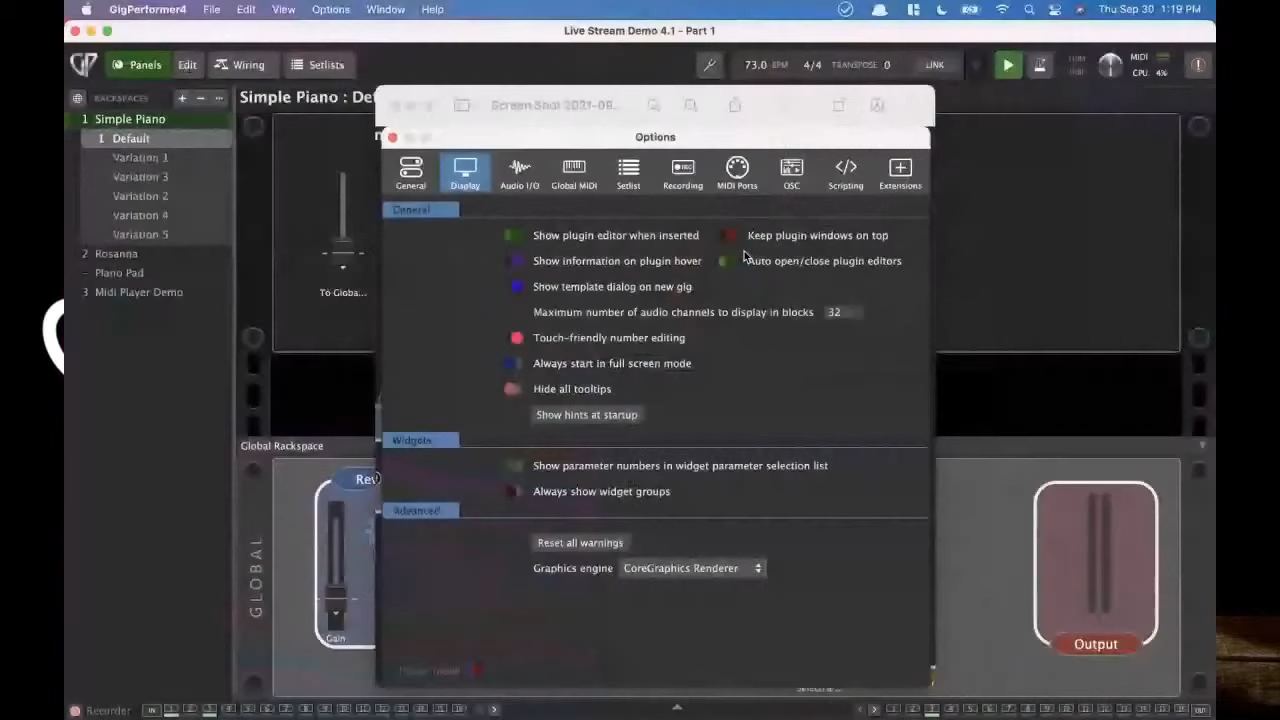 GigPerformer4 File Edit View Options Window Help Thu Sep 30 1:19 PM
Live Stream Demo 4.1 - Part 1
Panels Edit Wiring Setlists 73.0 BPM 4/4 TRANSPOSE 0 LINK MIDI
CPU: 4%
RACKSPACES
Simple Piano : De
Screen Shot 2021-09...
1 Simple Piano
1 Default
Variation 1
Variation 3
Variation 2
Variation 4
Variation 5
2 Rosanna
Piano Pad
3 Midi Player Demo
To Globa...
Options
General Display Audio I/O Global MIDI Setlist Recording MIDI Ports OSC Scripting Extensions
General
Show plugin editor when inserted Keep plugin windows on top
Show information on plugin hover Auto open/close plugin editors
Show template dialog on new gig
Maximum number of audio channels to display in blocks 32
Touch-friendly number editing
Always start in full screen mode
Hide all tooltips
Show hints at startup
Widgets
Show parameter numbers in widget parameter selection list
Always show widget groups
Advanced
Reset all warnings
Graphics engine CoreGraphics Renderer
Global Rackspace
GLOBAL
Rev
Gain
Output
Recorder IN
OUT